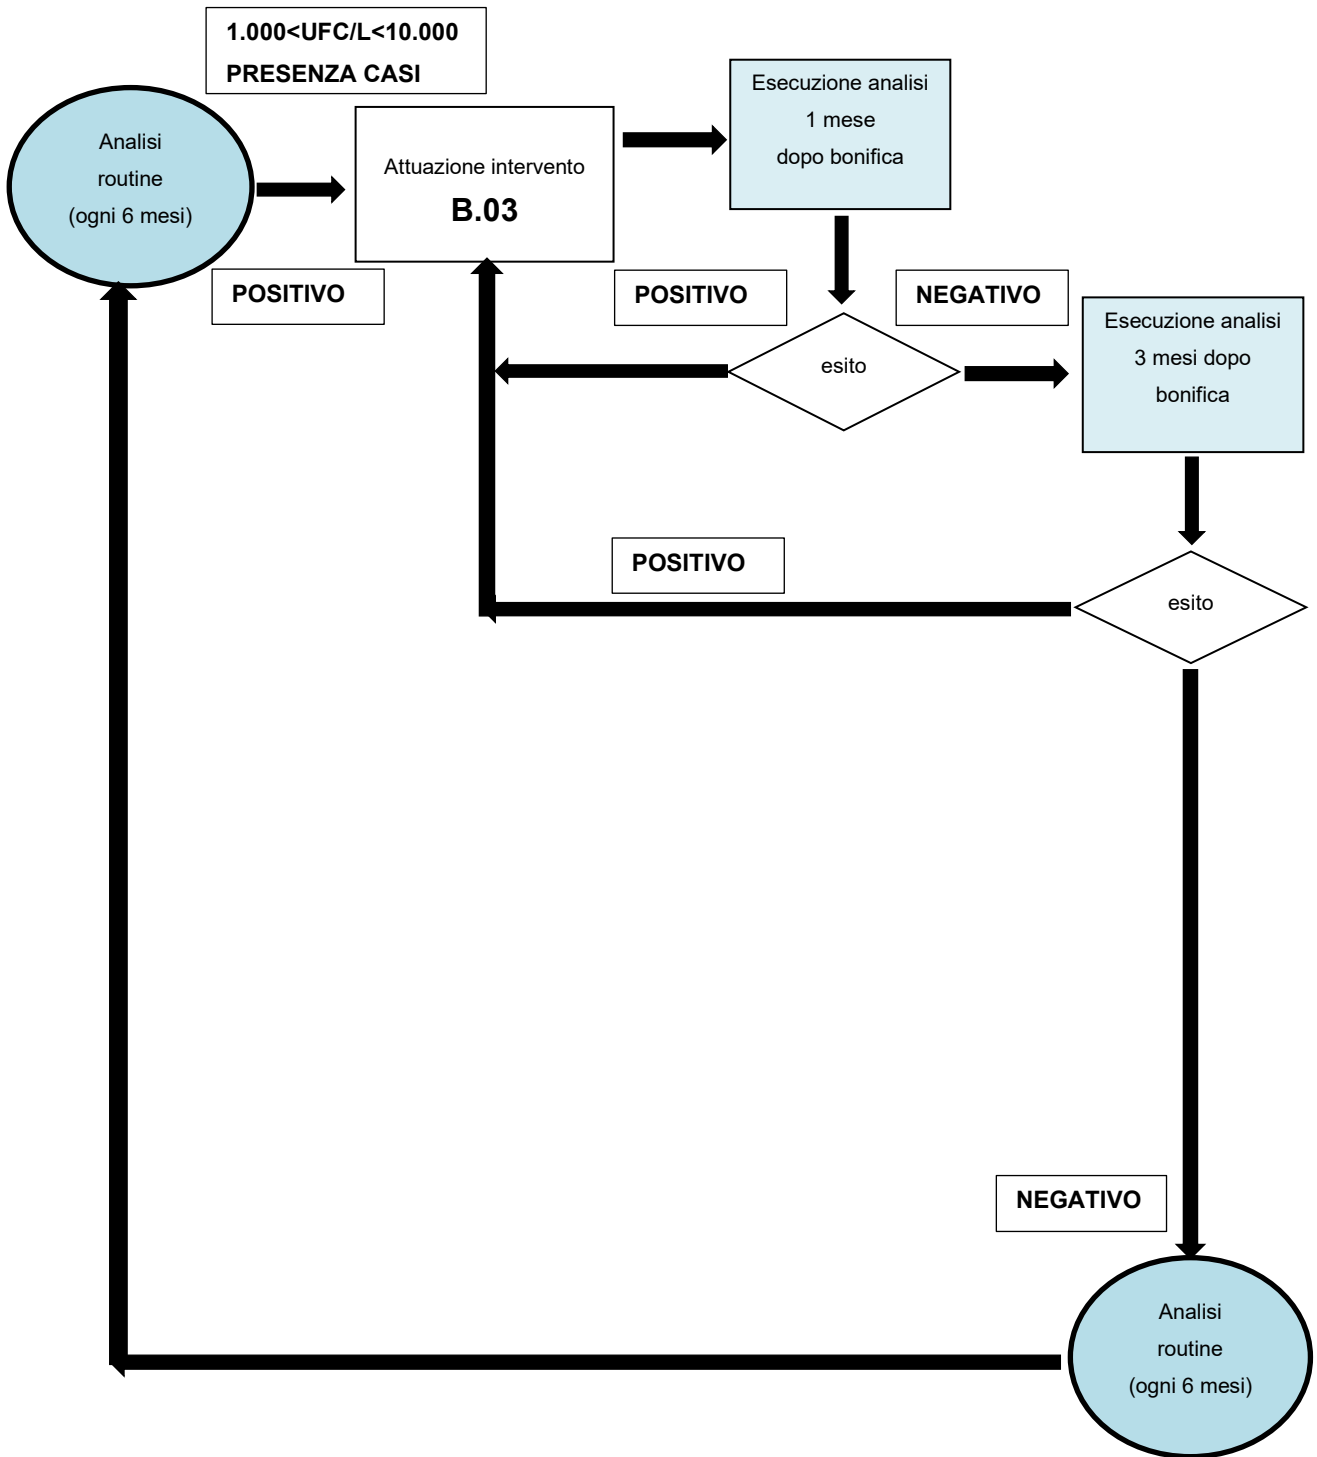 1.000<UFC/L<10.000
PRESENZA CASI
Analisi
routine
(ogni 6 mesi)
Attuazione intervento
B.03
Esecuzione analisi
1 mese
dopo bonifica
POSITIVO
POSITIVO
NEGATIVO
esito
Esecuzione analisi
3 mesi dopo
bonifica
POSITIVO
esito
NEGATIVO
Analisi
routine
(ogni 6 mesi)